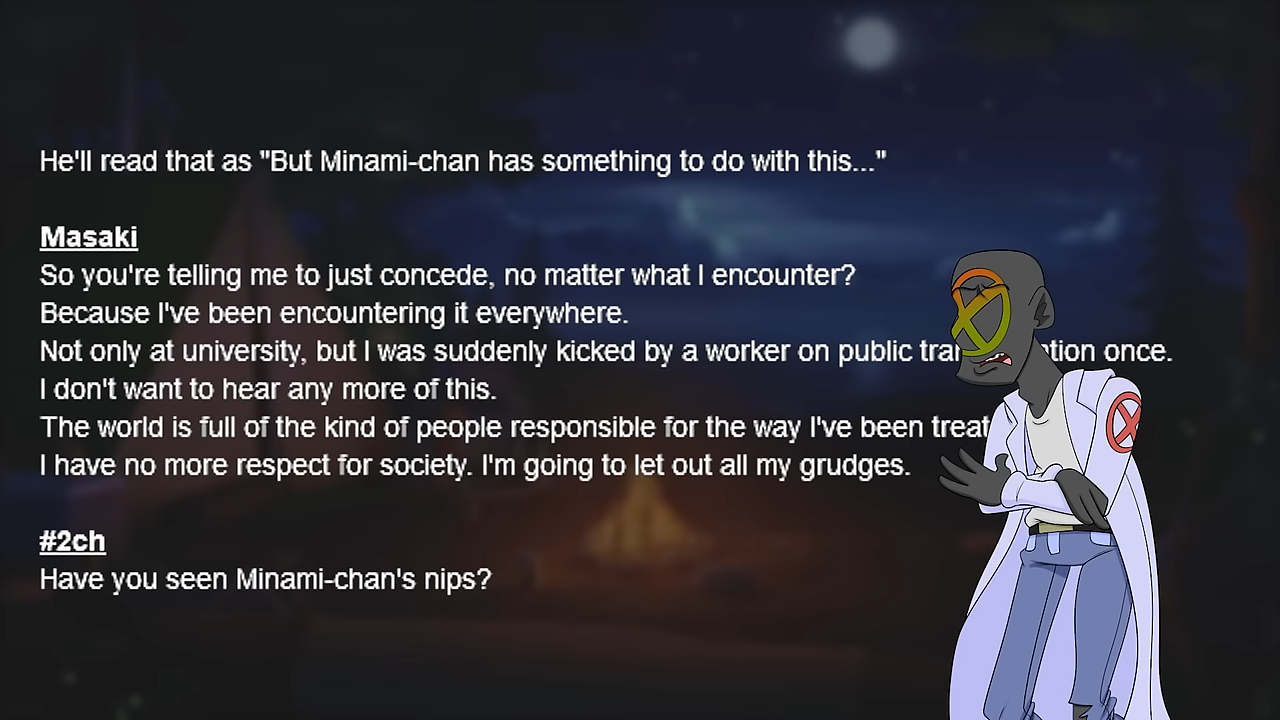 He'll read that as "But Minami-chan has something to do with this..."
Masaki
So you're telling me to just concede, no matter what I encounter?
Because I've been encountering it everywhere.
Not only at university, but I was suddenly kicked by a worker on public tran tion once.
I don't want to hear any more of this.
The world is full of the kind of people responsible for the way I've been treat
I have no more respect for society. I'm going to let out all my grudges.
#2ch
Have you seen Minami-chan's nips?